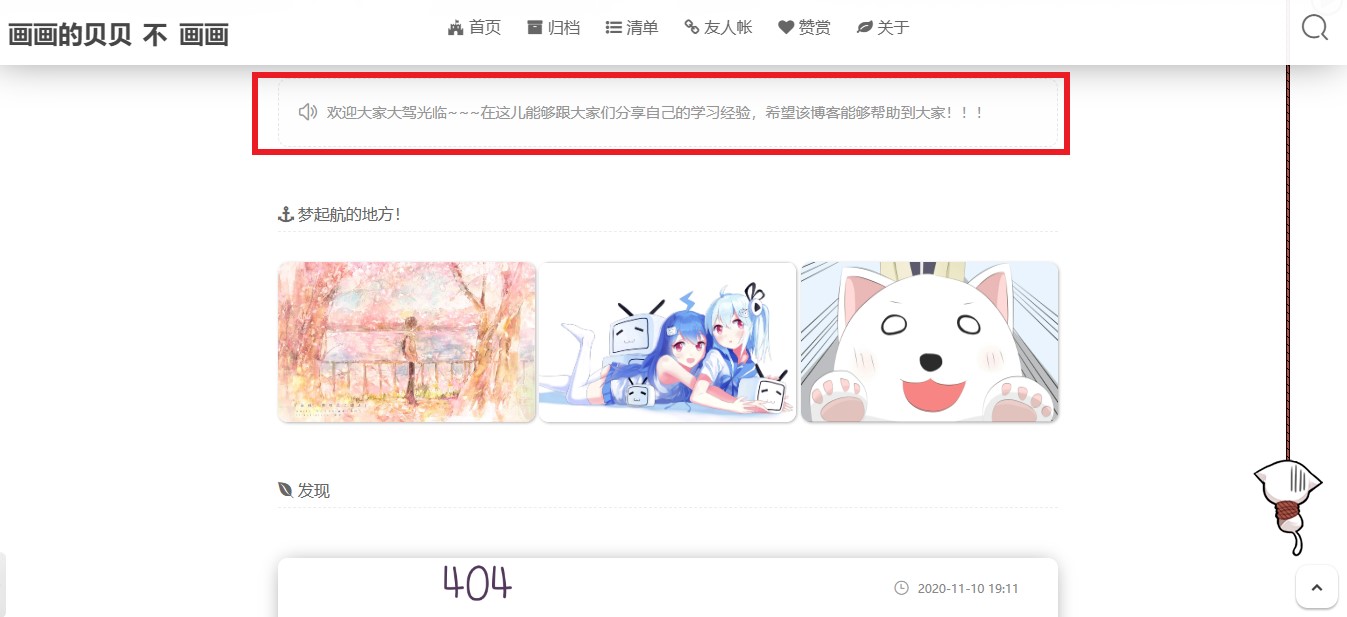 画画的贝贝 不 画画
首页 归档 清单 友人帐 赞赏 关于
欢迎大家大驾光临~~~在这儿能够跟大家们分享自己的学习经验，希望该博客能够帮助到大家！！！
梦起航的地方！
发现
404
2020-11-10 19:11